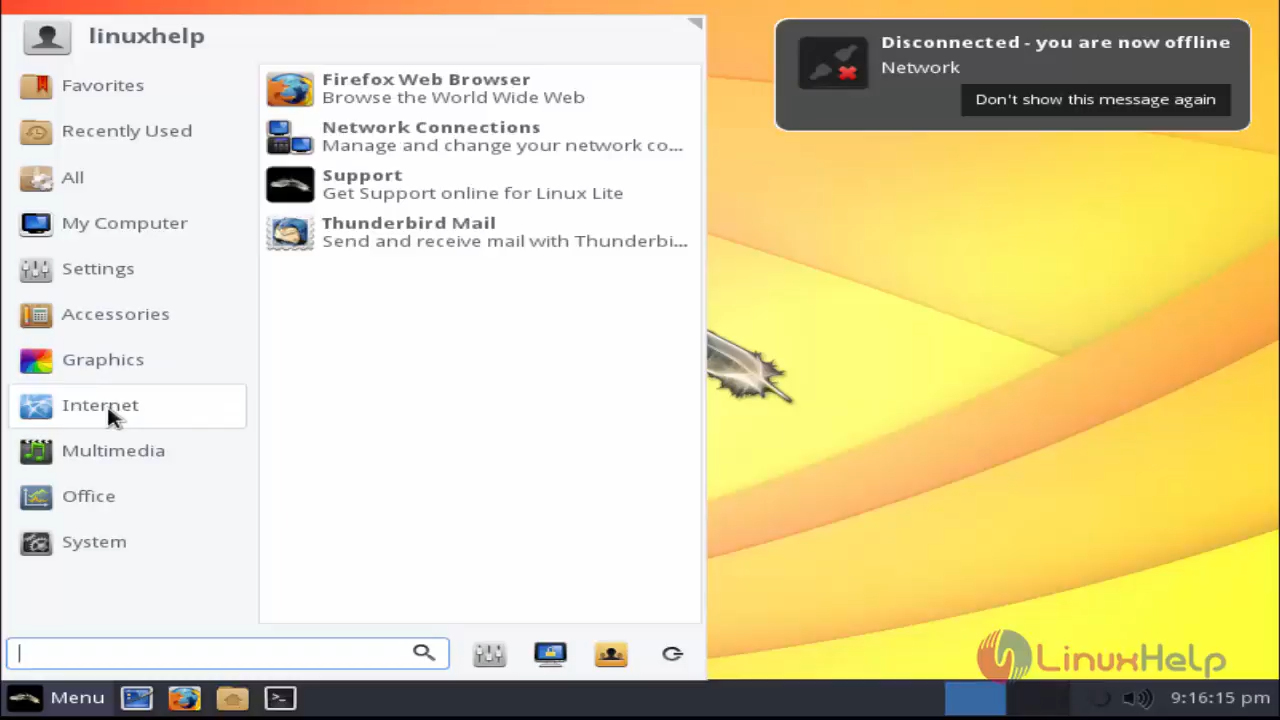 linuxhelp
Favorites
Recently Used
All
My Computer
Settings
Accessories
Graphics
Internet
Multimedia
Office
System
Firefox Web Browser
Browse the World Wide Web
Network Connections
Manage and change your network co...
Support
Get Support online for Linux Lite
Thunderbird Mail
Send and receive mail with Thunderbi...
Disconnected - you are now offline
Network
Don't show this message again
LinuxHelp
Menu
9:16:15 pm